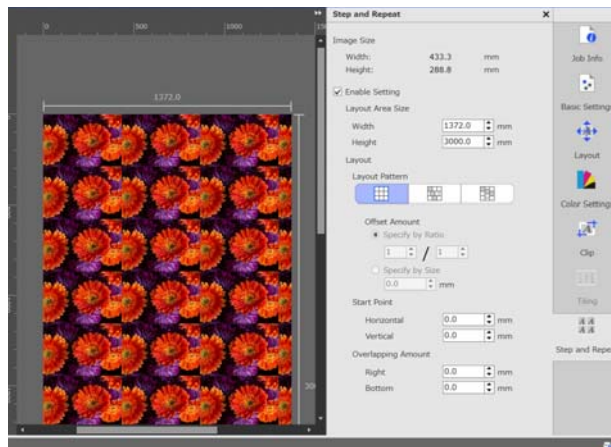 Step and Repeat
Image Size
Width: 433.3 mm
Height: 288.8 mm
Enable Setting
Layout Area Size
Width 1372.0 mm
Height 3000.0 mm
Layout
Layout Pattern
Offset Amount
Specify by Ratio
1 / 1
Specify by Size
0.0 mm
Start Point
Horizontal 0.0 mm
Vertical 0.0 mm
Overlapping Amount
Right 0.0 mm
Bottom 0.0 mm
0 500 1000
1372.0
Job Info
Basic Setting
Layout
Color Setting
Clip
Tiling
Step and Repe